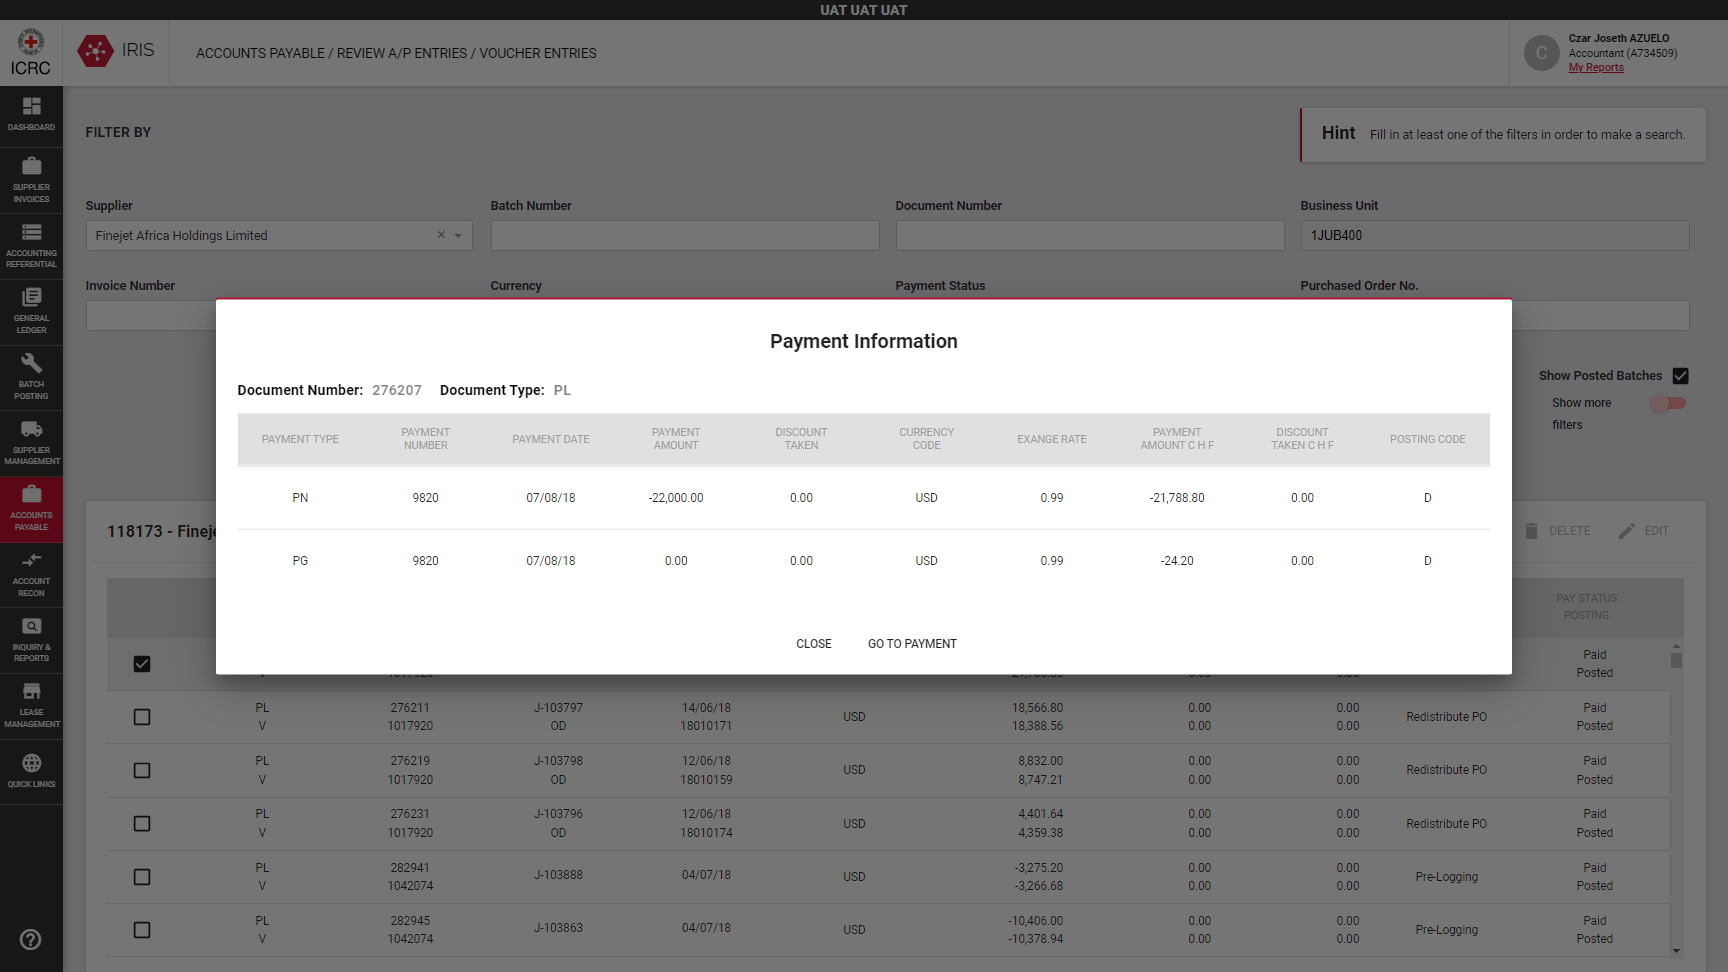 UAT UAT UAT
ICRC
IRIS
ACCOUNTS PAYABLE / REVIEW A/P ENTRIES / VOUCHER ENTRIES
C
Czar Joseth AZUELO
Accountant (A734509)
My Reports
DASHBOARD
SUPPLIER
INVOICES
ACCOUNTING
REFERENTIAL
GENERAL
LEDGER
BATCH
POSTING
SUPPLIER
MANAGEMENT
ACCOUNTS
PAYABLE
ACCOUNT
RECON
INQUIRY &
REPORTS
LEASE
MANAGEMENT
QUICK LINKS
FILTER BY
Hint Fill in at least one of the filters in order to make a search.
Supplier Batch Number Document Number Business Unit
Finejet Africa Holdings Limited 1JUB400
Invoice Number Currency Payment Status Purchased Order No.
Show Posted Batches
Show more
filters
Payment Information
Document Number: 276207 Document Type: PL
PAYMENT TYPE PAYMENT NUMBER PAYMENT DATE PAYMENT AMOUNT DISCOUNT TAKEN CURRENCY CODE EXANGE RATE PAYMENT AMOUNT C H F DISCOUNT TAKEN C H F POSTING CODE
PN 9820 07/08/18 -22,000.00 0.00 USD 0.99 -21,788.80 0.00 D
PG 9820 07/08/18 0.00 0.00 USD 0.99 -24.20 0.00 D
CLOSE GO TO PAYMENT
118173 - Fineje
DELETE EDIT
PAY STATUS
POSTING
Paid
Posted
PL 276211 J-103797 14/06/18 USD 18,566.80 0.00 0.00 Redistribute PO Paid
V 1017920 OD 18010171 18,388.56 0.00 0.00 Posted
PL 276219 J-103798 12/06/18 USD 8,832.00 0.00 0.00 Redistribute PO Paid
V 1017920 OD 18010159 8,747.21 0.00 0.00 Posted
PL 276231 J-103796 12/06/18 USD 4,401.64 0.00 0.00 Redistribute PO Paid
V 1017920 OD 18010174 4,359.38 0.00 0.00 Posted
PL 282941 J-103888 04/07/18 USD -3,275.20 0.00 0.00 Pre-Logging Paid
V 1042074 -3,266.68 0.00 0.00 Posted
PL 282945 J-103863 04/07/18 USD -10,406.00 0.00 0.00 Pre-Logging Paid
V 1042074 -10,378.94 0.00 0.00 Posted